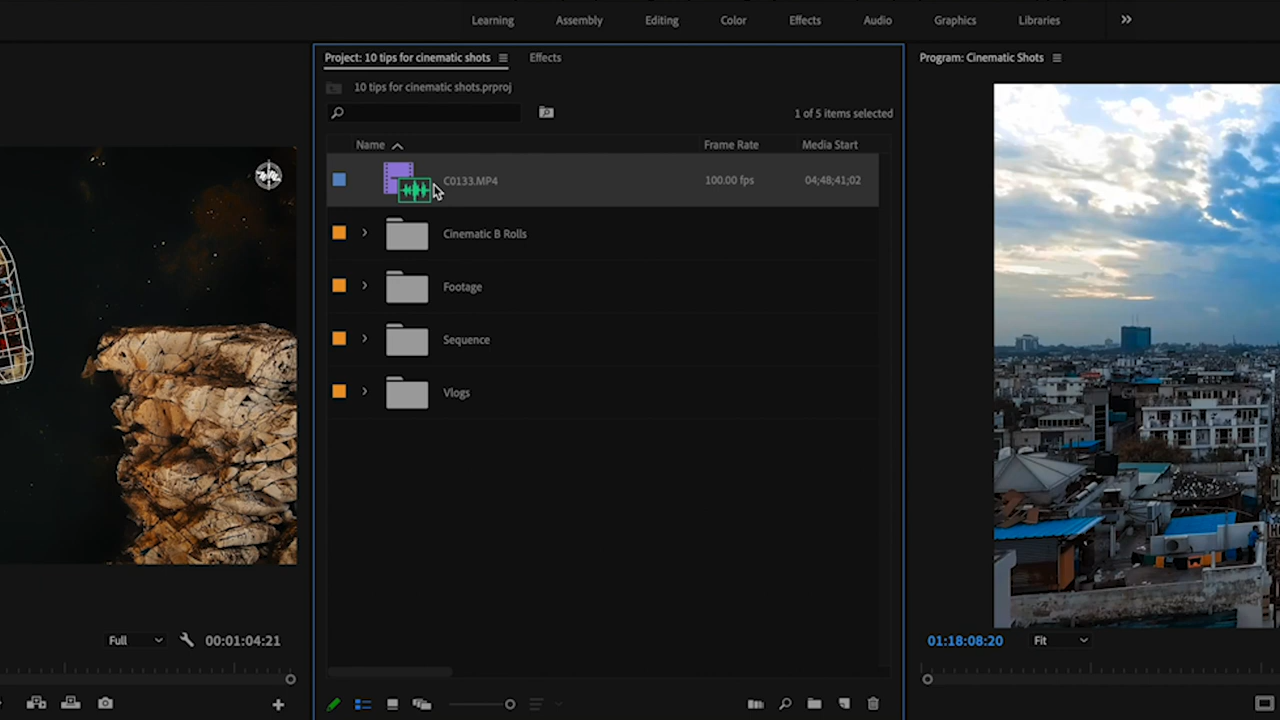 Learning Assembly Editing Color Effects Audio Graphics Libraries
Project: 10 tips for cinematic shots Effects
Program: Cinematic Shots
10 tips for cinematic shots.prproj
1 of 5 items selected
Name Frame Rate Media Start
C0133.MP4 100.00 fps 04;48;41;02
Cinematic B Rolls
Footage
Sequence
Vlogs
Full 00:01:04:21
01:18:08:20 Fit